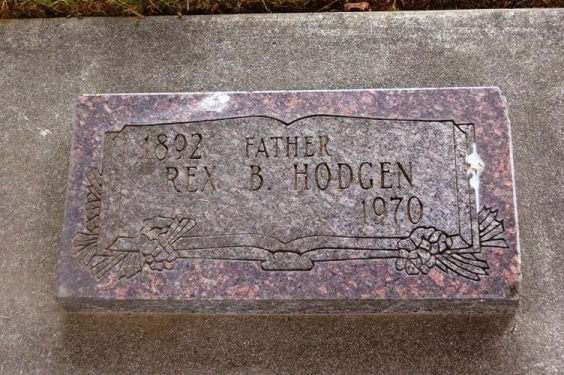 1892 FATHER
REX B. HODGEN
1970